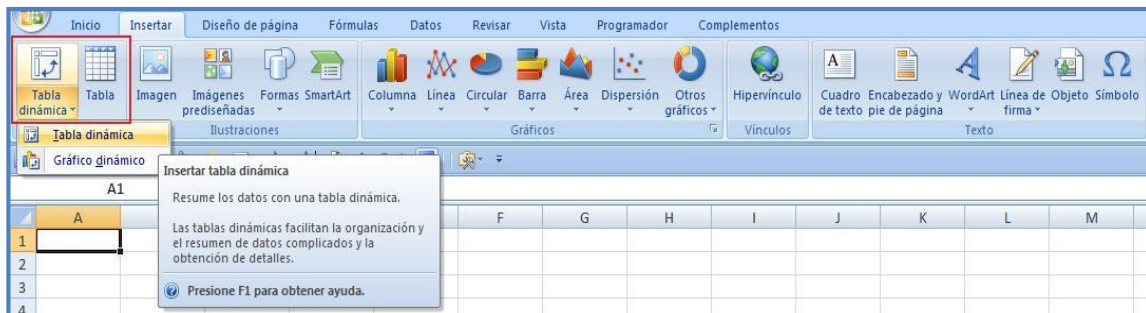 Inicio Insertar Diseño de página Fórmulas Datos Revisar Vista Programador Complementos
Tabla dinámica Tabla Imagen Imágenes prediseñadas Formas SmartArt Columna Línea Circular Barra Área Dispersión Otros gráficos Hipervínculo Cuadro de texto Encabezado y pie de página WordArt Línea de firma Objeto Símbolo
Ilustraciones Gráficos Vínculos Texto
Tabla dinámica
Gráfico dinámico
Insertar tabla dinámica
Resume los datos con una tabla dinámica.
Las tablas dinámicas facilitan la organización y
el resumen de datos complicados y la
obtención de detalles.
Presione F1 para obtener ayuda.
A1
A F G H I J K L M
1
2
3
4